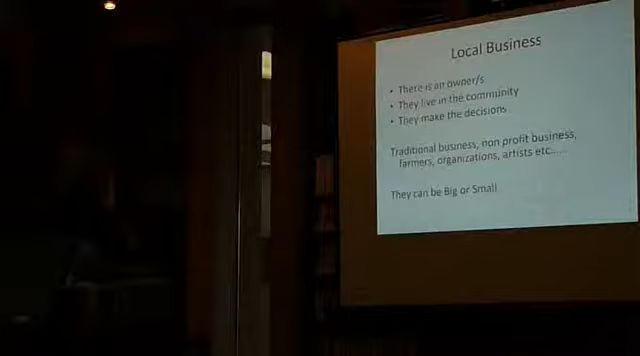 Local Business
• There is an owner/s
• They live in the community
• They make the decisions
Traditional business, non profit business,
farmers, organizations, artists etc.....
They can be Big or Small